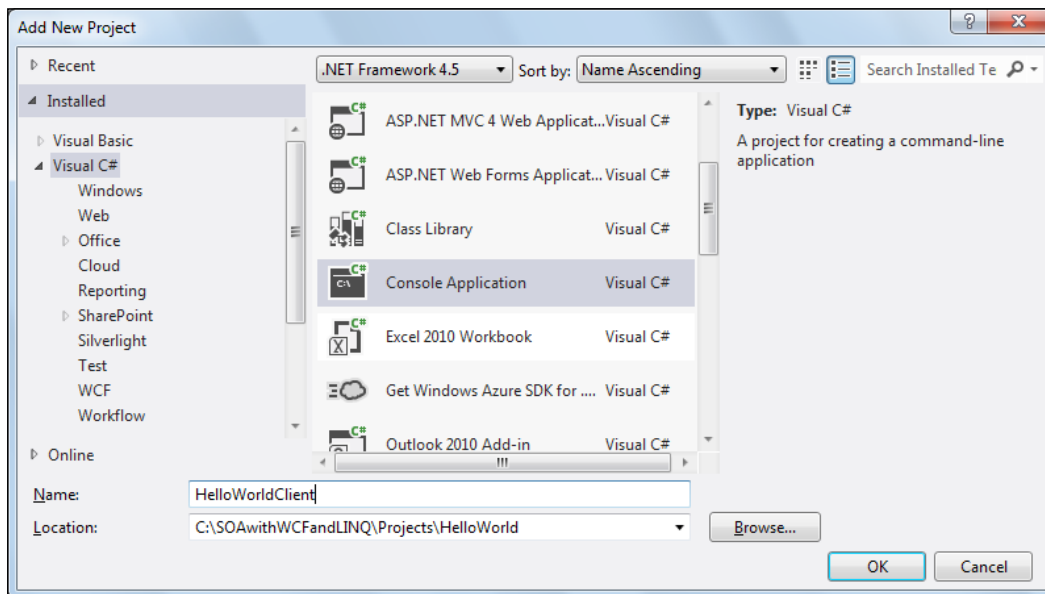 Add New Project
Recent
.NET Framework 4.5 Sort by: Name Ascending Search Installed Te
Installed
Visual Basic
Visual C#
Windows
Web
Office
Cloud
Reporting
SharePoint
Silverlight
Test
WCF
Workflow
Online
C# ASP.NET MVC 4 Web Applicat... Visual C#
C# ASP.NET Web Forms Applicat... Visual C#
C# Class Library Visual C#
C# C:\ Console Application Visual C#
C# X Excel 2010 Workbook Visual C#
Get Windows Azure SDK for .... Visual C#
C# Outlook 2010 Add-in Visual C#
Type: Visual C#
A project for creating a command-line
application
Name: HelloWorldClient
Location: C:\SOAwithWCFandLINQ\Projects\HelloWorld Browse...
OK Cancel